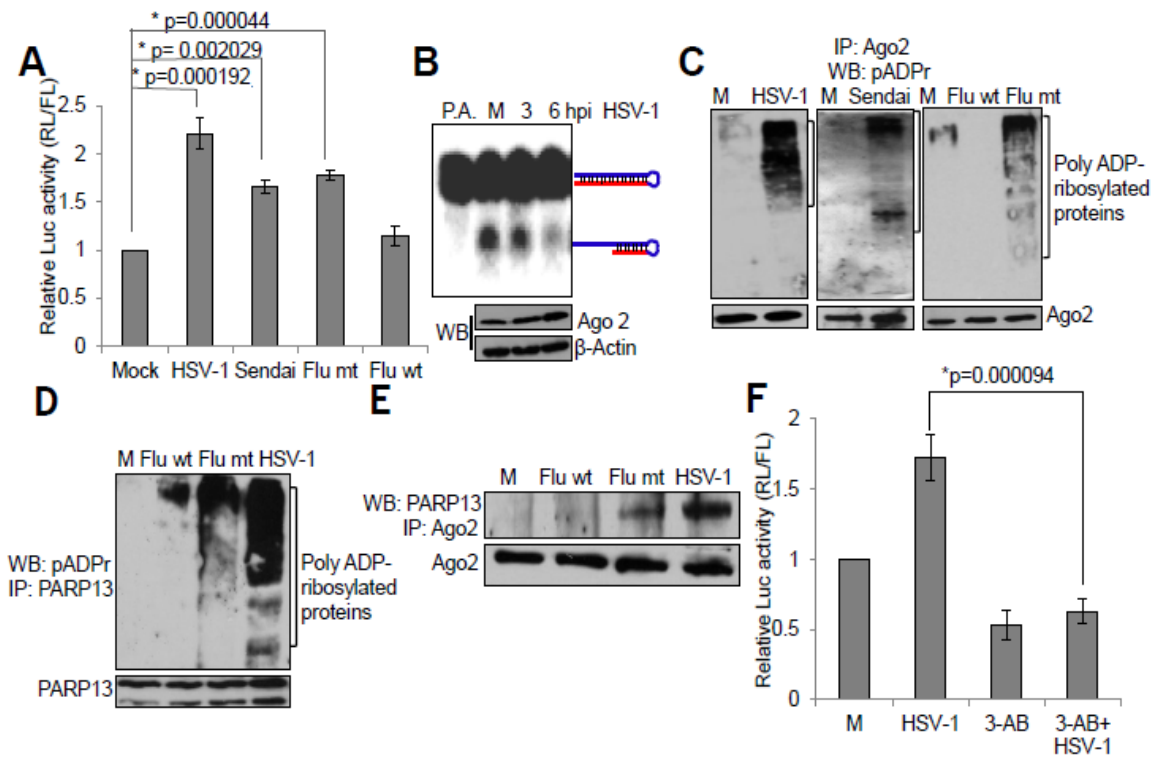 A
* p=0.000044
* p= 0.002029
* p=0.000192
Relative Luc activity (RL/FL)
2.5
2
1.5
1
0.5
0
Mock HSV-1 Sendai Flu mt Flu wt
B
P.A. M 3 6 hpi HSV-1
WB
Ago 2
β-Actin
C
IP: Ago2
WB: pADPr
M HSV-1 M Sendai M Flu wt Flu mt
Poly ADP-
ribosylated
proteins
Ago2
D
M Flu wt Flu mt HSV-1
WB: pADPr
IP: PARP13
Poly ADP-
ribosylated
proteins
PARP13
E
M Flu wt Flu mt HSV-1
WB: PARP13
IP: Ago2
Ago2
F
*p=0.000094
Relative Luc activity (RL/FL)
2
1.5
1
0.5
0
M HSV-1 3-AB 3-AB+
HSV-1